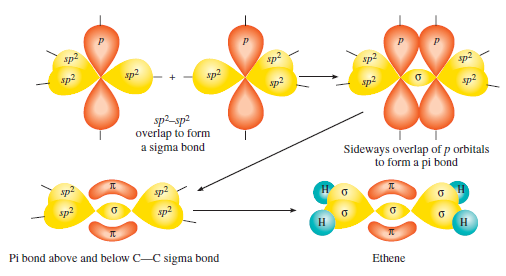 p
p
p
p
sp2
sp2
sp2
+
sp2
sp2
sp2
sp2
sp2
σ
sp2
sp2
sp2–sp2
overlap to form
a sigma bond
Sideways overlap of p orbitals
to form a pi bond
sp2
sp2
π
σ
π
sp2
sp2
H
σ
σ
H
π
σ
π
σ
σ
H
H
Pi bond above and below C—C sigma bond
Ethene